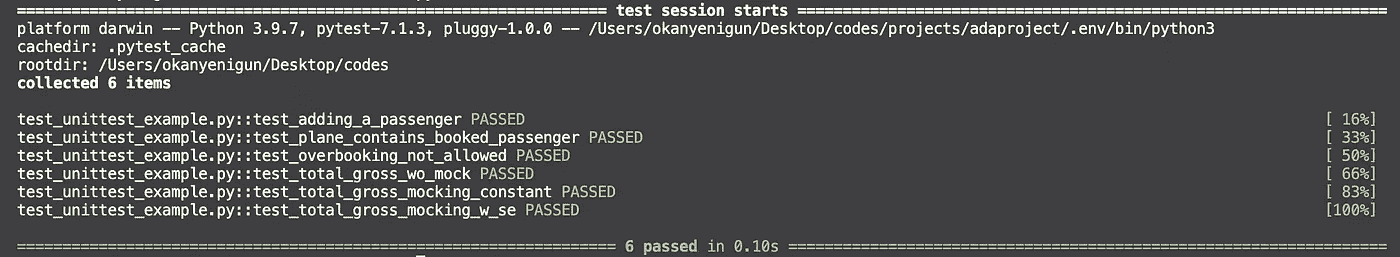 ============================================================================ test session starts ============================================================================
platform darwin -- Python 3.9.7, pytest-7.1.3, pluggy-1.0.0 -- /Users/okanyenigun/Desktop/codes/projects/adaproject/.env/bin/python3
cachedir: .pytest_cache
rootdir: /Users/okanyenigun/Desktop/codes
collected 6 items
test_unittest_example.py::test_adding_a_passenger PASSED [ 16%]
test_unittest_example.py::test_plane_contains_booked_passenger PASSED [ 33%]
test_unittest_example.py::test_overbooking_not_allowed PASSED [ 50%]
test_unittest_example.py::test_total_gross_wo_mock PASSED [ 66%]
test_unittest_example.py::test_total_gross_mocking_constant PASSED [ 83%]
test_unittest_example.py::test_total_gross_mocking_w_se PASSED [100%]
============================================================================= 6 passed in 0.10s =============================================================================